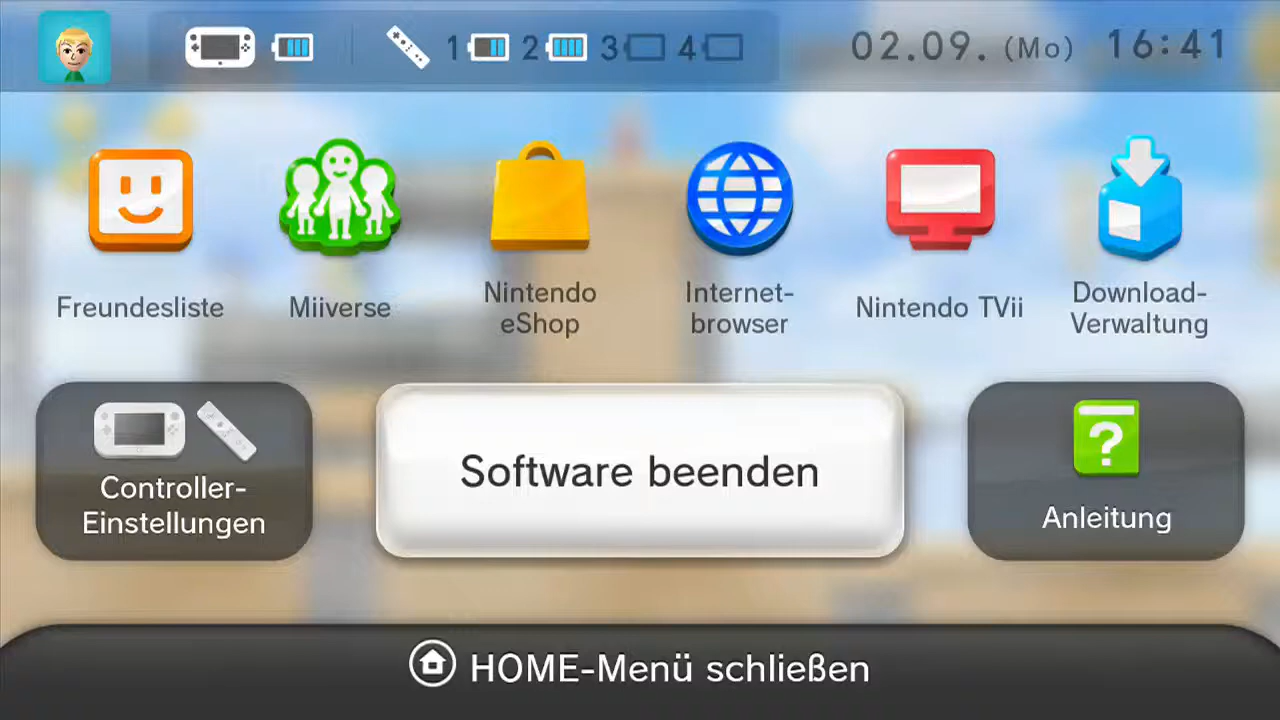 1 2 3 4 02.09. (Mo) 16:41
Freundesliste
Miiverse
Nintendo
eShop
Internet-
browser
Nintendo TVii
Download-
Verwaltung
Controller-
Einstellungen
Software beenden
?
Anleitung
HOME-Menü schließen